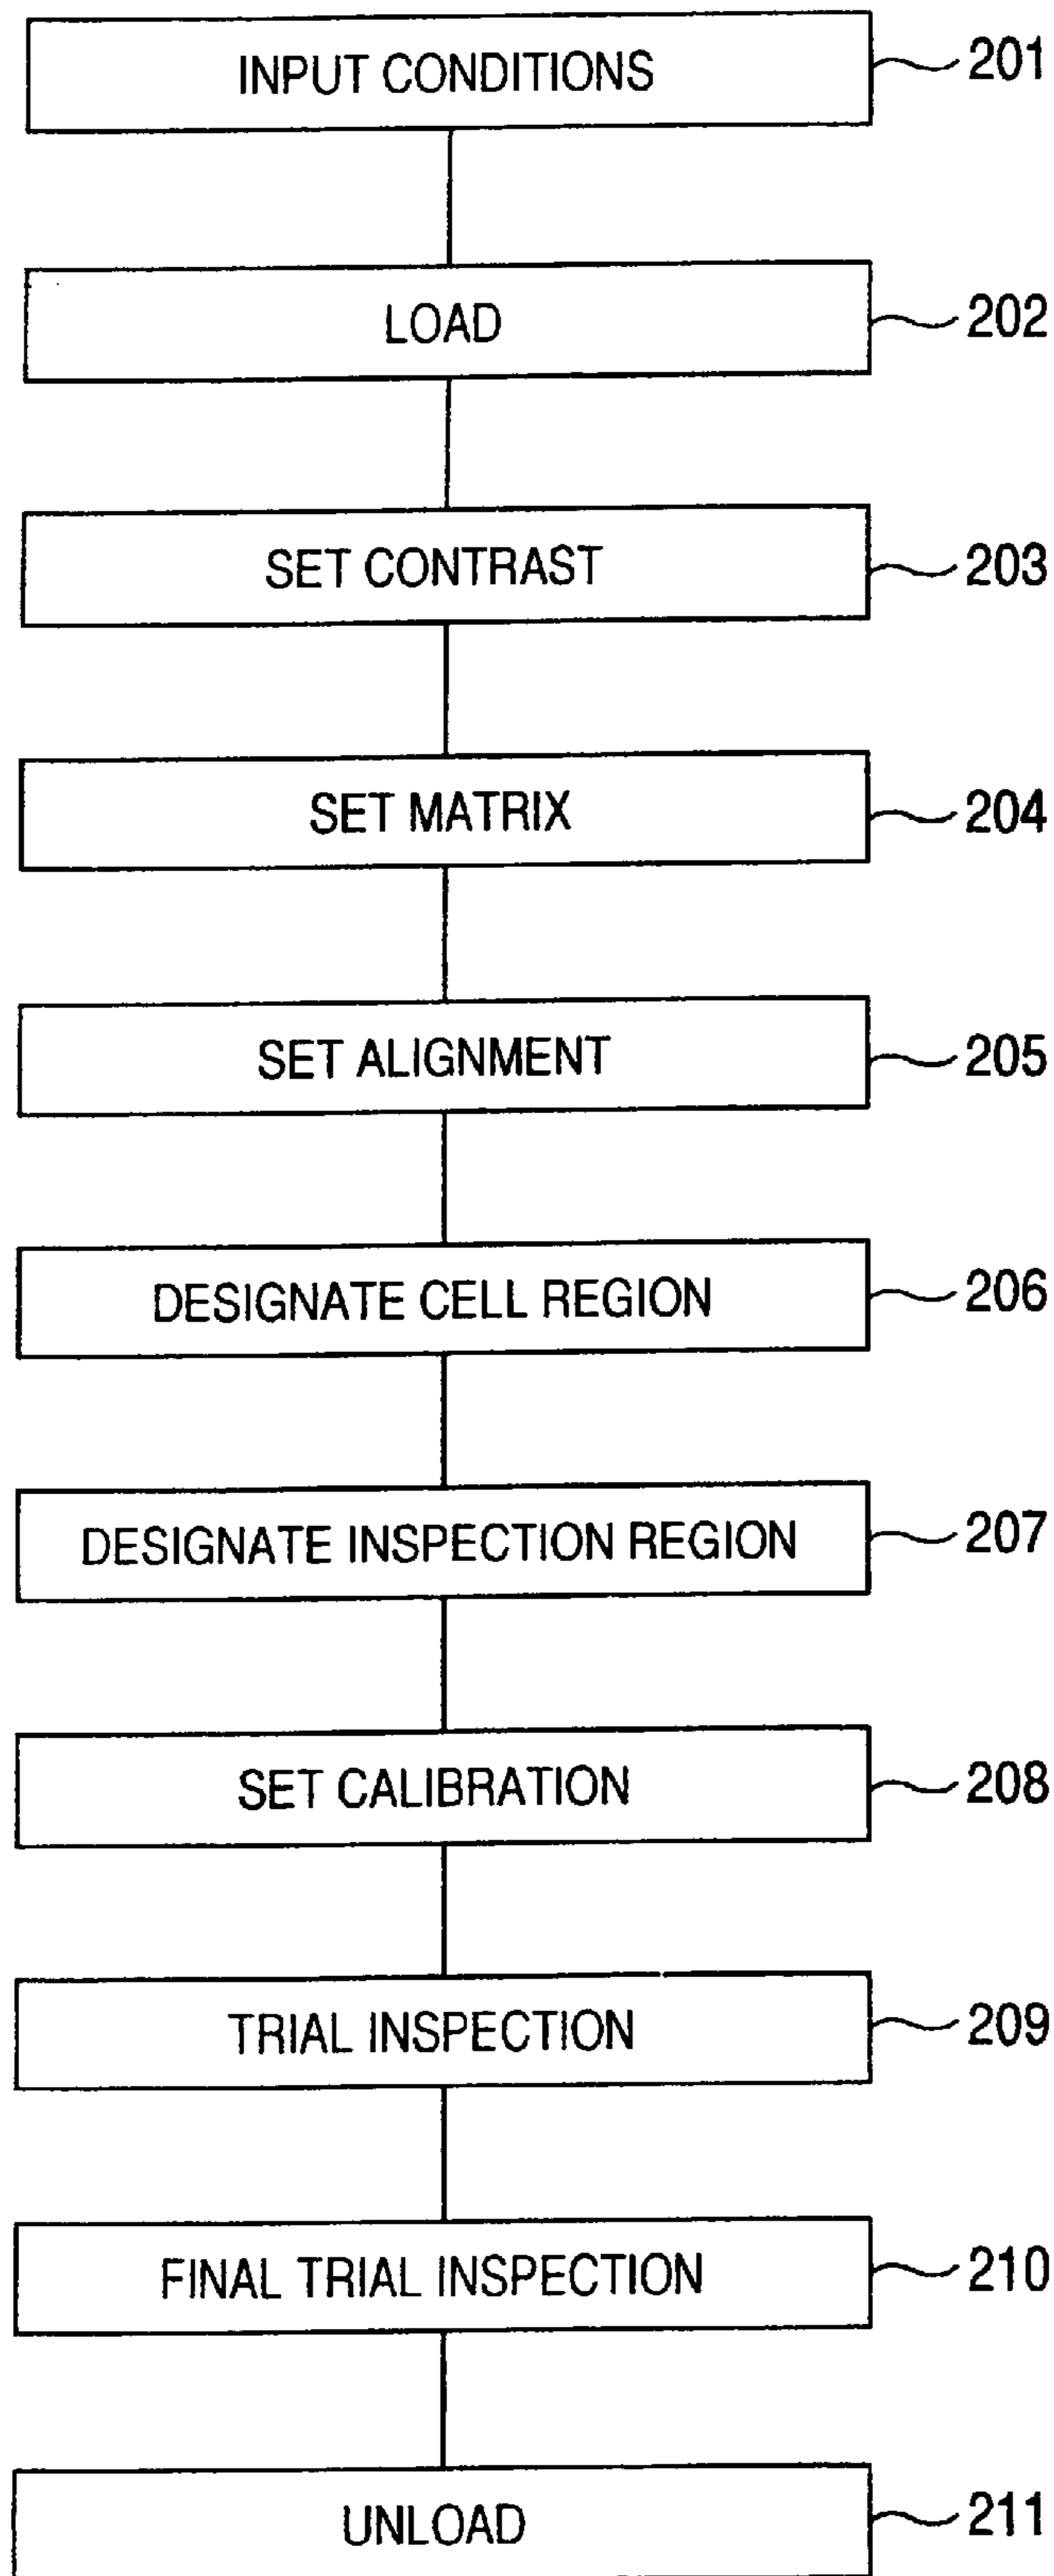 INPUT CONDITIONS 201
LOAD 202
SET CONTRAST 203
SET MATRIX 204
SET ALIGNMENT 205
DESIGNATE CELL REGION 206
DESIGNATE INSPECTION REGION 207
SET CALIBRATION 208
TRIAL INSPECTION 209
FINAL TRIAL INSPECTION 210
UNLOAD 211